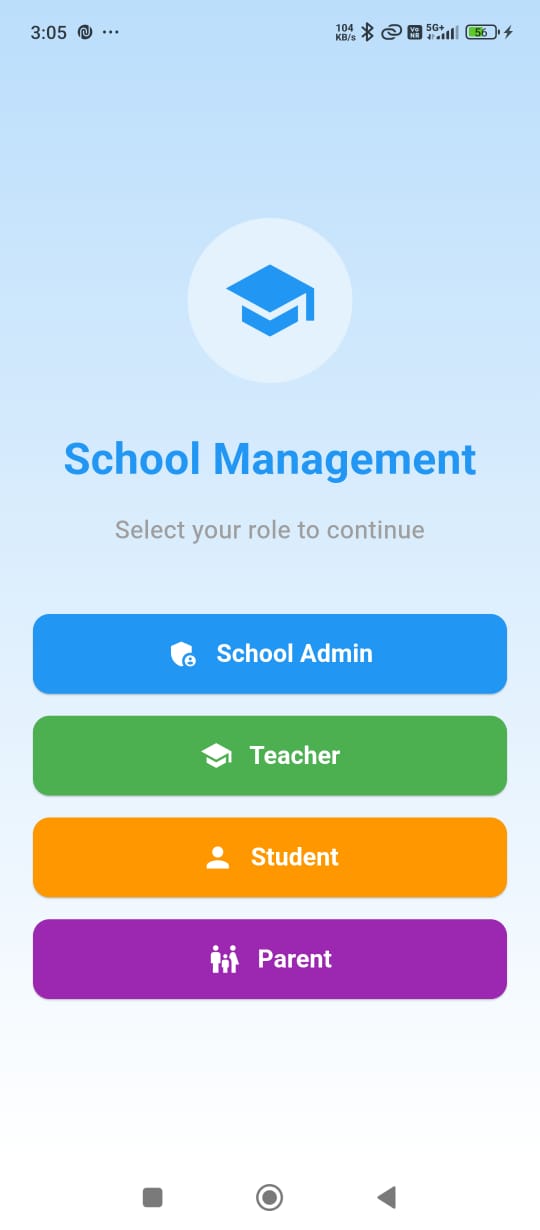 3:05 ... 104 KB/s Vo NR 5G+ 56
School Management
Select your role to continue
School Admin
Teacher
Student
Parent